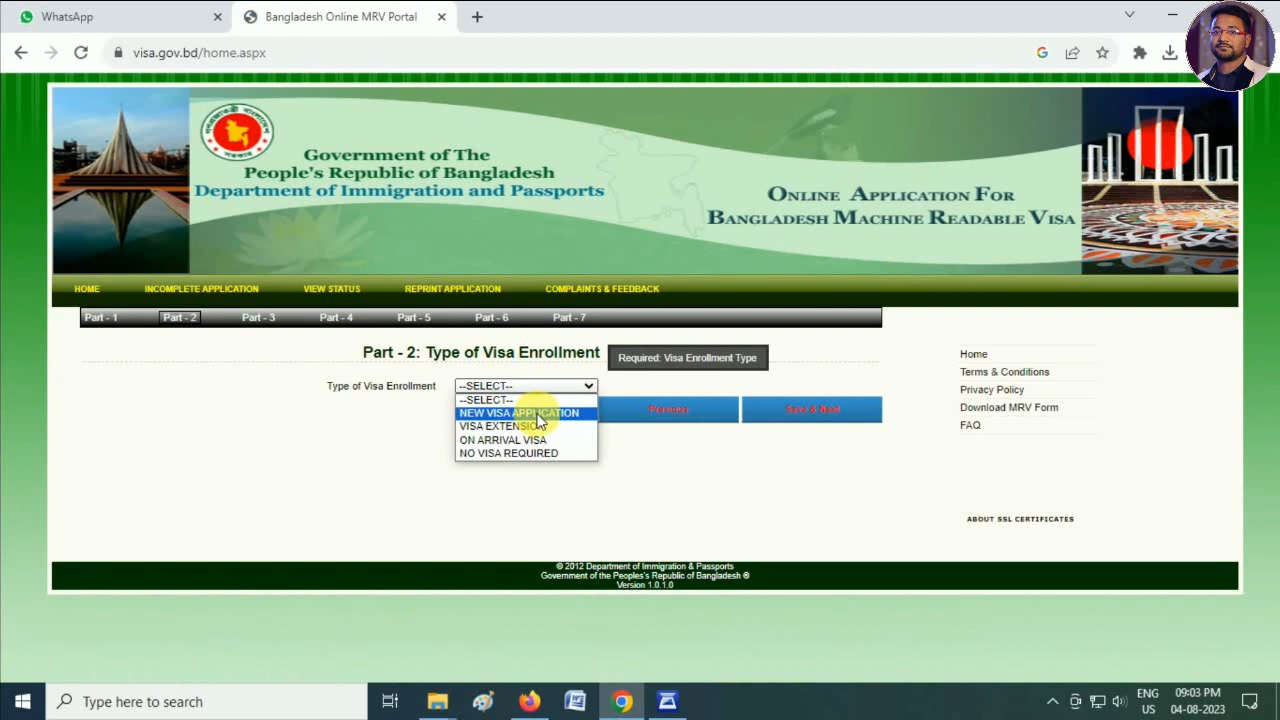 WhatsApp
Bangladesh Online MRV Portal
visa.gov.bd/home.aspx
Government of The
People's Republic of Bangladesh
Department of Immigration and Passports
Online Application For
Bangladesh Machine Readable Visa
HOME
INCOMPLETE APPLICATION
VIEW STATUS
REPRINT APPLICATION
COMPLAINTS & FEEDBACK
Part - 1
Part - 2
Part - 3
Part - 4
Part - 5
Part - 6
Part - 7
Part - 2: Type of Visa Enrollment
Required: Visa Enrollment Type
Type of Visa Enrollment
--SELECT--
--SELECT--
NEW VISA APPLICATION
VISA EXTENSION
ON ARRIVAL VISA
NO VISA REQUIRED
Previous
Save & Next
Home
Terms & Conditions
Privacy Policy
Download MRV Form
FAQ
ABOUT SSL CERTIFICATES
© 2012 Department of Immigration & Passports
Government of the Peoples's Republic of Bangladesh ®
Version 1.0.1.0
Type here to search
ENG
US
09:03 PM
04-08-2023